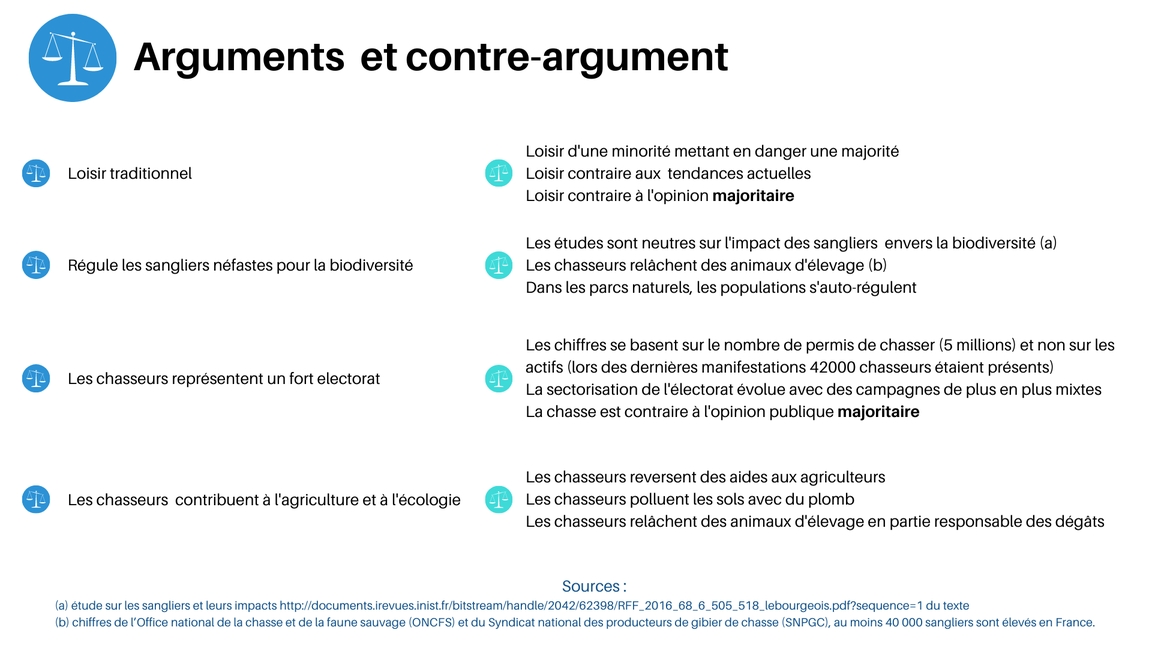 Arguments et contre-argument
Loisir traditionnel
Loisir d'une minorité mettant en danger une majorité
Loisir contraire aux tendances actuelles
Loisir contraire à l'opinion majoritaire
Régule les sangliers néfastes pour la biodiversité
Les études sont neutres sur l'impact des sangliers envers la biodiversité (a)
Les chasseurs relâchent des animaux d'élevage (b)
Dans les parcs naturels, les populations s'auto-régulent
Les chasseurs représentent un fort electorat
Les chiffres se basent sur le nombre de permis de chasser (5 millions) et non sur les
actifs (lors des dernières manifestations 42000 chasseurs étaient présents)
La sectorisation de l'électorat évolue avec des campagnes de plus en plus mixtes
La chasse est contraire à l'opinion publique majoritaire
Les chasseurs contribuent à l'agriculture et à l'écologie
Les chasseurs reversent des aides aux agriculteurs
Les chasseurs polluent les sols avec du plomb
Les chasseurs relâchent des animaux d'élevage en partie responsable des dégâts
Sources :
(a) étude sur les sangliers et leurs impacts http://documents.irevues.inist.fr/bitstream/handle/2042/62398/RFF_2016_68_6_505_518_lebourgeois.pdf?sequence=1 du texte
(b) chiffres de l’Office national de la chasse et de la faune sauvage (ONCFS) et du Syndicat national des producteurs de gibier de chasse (SNPGC), au moins 40 000 sangliers sont élevés en France.